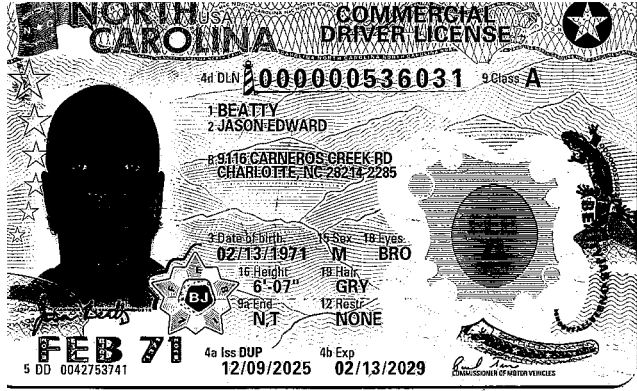 NORTH USA
CAROLINA
COMMERCIAL
DRIVER LICENSE
4d DLN 000000536031 9 Class A
1 BEATTY
2 JASON EDWARD
8 9116 CARNEROS CREEK RD
CHARLOTTE, NC 28214-2285
3 Date of birth 15 Sex 18 Eyes
02/13/1971 M BRO
16 Height 19 Hair
6'-07" GRY
9a End 12 Restr
N,T NONE
BJ
FEB 71
FEB 71
4a Iss DUP 4b Exp
12/09/2025 02/13/2029
5 DD 0042753741
COMMISSIONER OF MOTOR VEHICLES